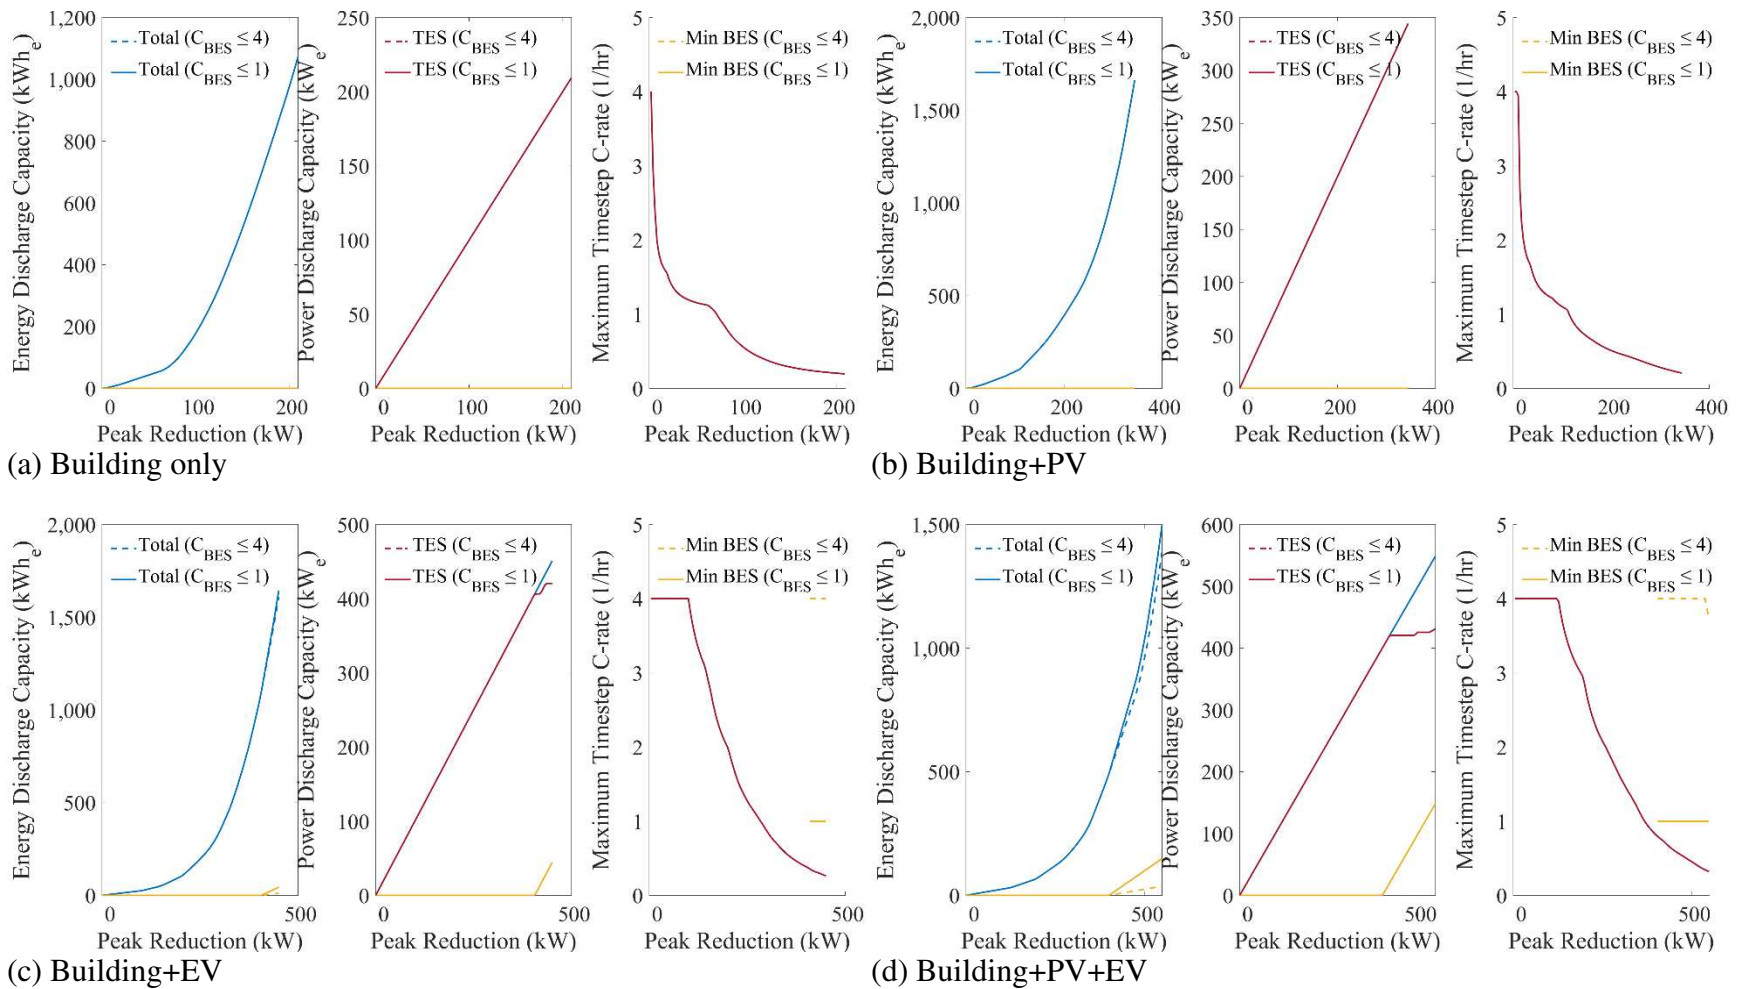 Energy Discharge Capacity (kWh_e)
1,200
1,000
800
600
400
200
0
Total (C_BES ≤ 4)
Total (C_BES ≤ 1)
0 100 200
Peak Reduction (kW)
Power Discharge Capacity (kW_e)
250
200
150
100
50
0
TES (C_BES ≤ 4)
TES (C_BES ≤ 1)
0 100 200
Peak Reduction (kW)
Maximum Timestep C-rate (1/hr)
5
4
3
2
1
0
Min BES (C_BES ≤ 4)
Min BES (C_BES ≤ 1)
0 100 200
Peak Reduction (kW)
(a) Building only
Energy Discharge Capacity (kWh_e)
2,000
1,500
1,000
500
0
Total (C_BES ≤ 4)
Total (C_BES ≤ 1)
0 200 400
Peak Reduction (kW)
Power Discharge Capacity (kW_e)
350
300
250
200
150
100
50
0
TES (C_BES ≤ 4)
TES (C_BES ≤ 1)
0 200 400
Peak Reduction (kW)
Maximum Timestep C-rate (1/hr)
5
4
3
2
1
0
Min BES (C_BES ≤ 4)
Min BES (C_BES ≤ 1)
0 200 400
Peak Reduction (kW)
(b) Building+PV
Energy Discharge Capacity (kWh_e)
2,000
1,500
1,000
500
0
Total (C_BES ≤ 4)
Total (C_BES ≤ 1)
0 500
Peak Reduction (kW)
Power Discharge Capacity (kW_e)
500
400
300
200
100
0
TES (C_BES ≤ 4)
TES (C_BES ≤ 1)
0 500
Peak Reduction (kW)
Maximum Timestep C-rate (1/hr)
5
4
3
2
1
0
Min BES (C_BES ≤ 4)
Min BES (C_BES ≤ 1)
0 500
Peak Reduction (kW)
(c) Building+EV
Energy Discharge Capacity (kWh_e)
1,500
1,000
500
0
Total (C_BES ≤ 4)
Total (C_BES ≤ 1)
0 500
Peak Reduction (kW)
Power Discharge Capacity (kW_e)
600
500
400
300
200
100
0
TES (C_BES ≤ 4)
TES (C_BES ≤ 1)
0 500
Peak Reduction (kW)
Maximum Timestep C-rate (1/hr)
5
4
3
2
1
0
Min BES (C_BES ≤ 4)
Min BES (C_BES ≤ 1)
0 500
Peak Reduction (kW)
(d) Building+PV+EV